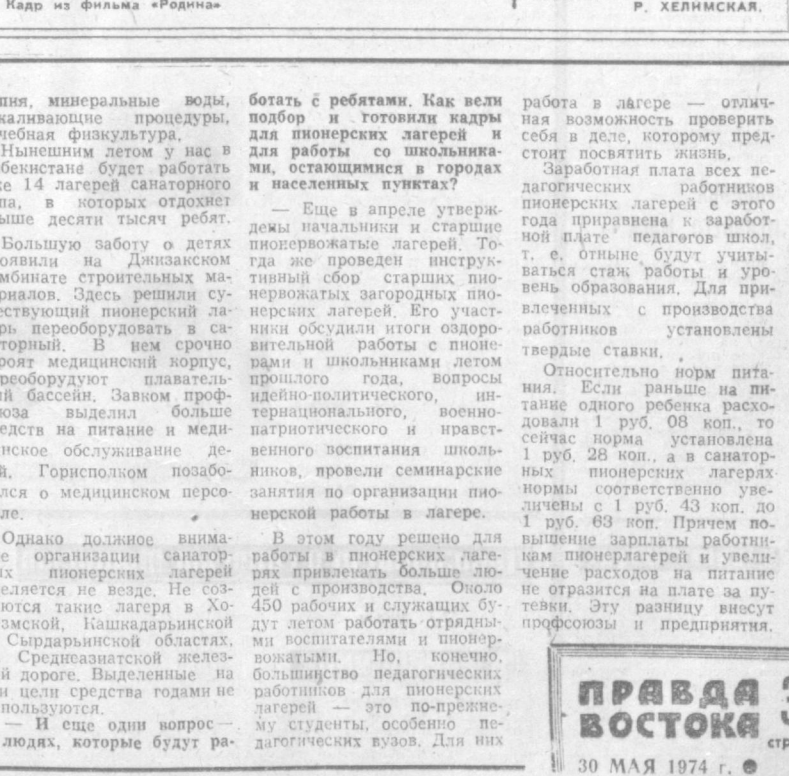 Кадр из фильма «Родина»
Р. ХЕЛИМСКАЯ.
пия, минеральные воды,
каливающие процедуры,
чебная физкультура.
Нынешним летом у нас в
бекистане будет работать
же 14 лагерей санаторного
па, в которых отдохнет
ыше десяти тысяч ребят.
Большую заботу о детях
оявили на Джизакском
мбинате строительных ма-
риалов. Здесь решили су-
ествующий пионерский ла-
рь переоборудовать в са-
торный. В нем срочно
роят медицинский корпус,
реоборудуют плаватель-
ый бассейн. Завком проф-
оюза выделил больше
едств на питание и меди-
нское обслуживание де-
й. Горисполком позабо-
лся о медицинском персо-
ле.
Однако должное внима-
е организации санатор-
ых пионерских лагерей
еляется не везде. Не соз-
ются такие лагеря в Хо-
змской, Кашкадарьинской
Сырдарьинской областях,
Среднеазиатской желез-
й дороге. Выделенные на
и цели средства годами не
пользуются.
— И еще один вопрос —
людях, которые будут ра-
ботать с ребятами. Как вели
подбор и готовили кадры
для пионерских лагерей и
для работы со школьника-
ми, остающимися в городах
и населенных пунктах?
— Еще в апреле утверж-
дены начальники и старшие
пионервожатые лагерей. То-
гда же проведен инструк-
тивный сбор старших пио-
нервожатых загородных пио-
нерских лагерей. Его участ-
ники обсудили итоги оздоро-
вительной работы с пионе-
рами и школьниками летом
прошлого года, вопросы
идейно-политического, ин-
тернационального, военно-
патриотического и нравст-
венного воспитания школь-
ников, провели семинарские
занятия по организации пио-
нерской работы в лагере.
В этом году решено для
работы в пионерских лаге-
рях привлекать больше лю-
дей с производства. Около
450 рабочих и служащих бу-
дут летом работать отрядны-
ми воспитателями и пионер-
вожатыми. Но, конечно,
большинство педагогических
работников для пионерских
лагерей — это по-прежне-
му студенты, особенно пе-
дагогических вузов. Для них
работа в лагере — отлич-
ная возможность проверить
себя в деле, которому пред-
стоит посвятить жизнь.
Заработная плата всех пе-
дагогических работников
пионерских лагерей с этого
года приравнена к заработ-
ной плате педагогов школ,
т. е. отныне будут учиты-
ваться стаж работы и уро-
вень образования. Для при-
влеченных с производства
работников установлены
твердые ставки.
Относительно норм пита-
ния. Если раньше на пи-
тание одного ребенка расхо-
довали 1 руб. 08 коп., то
сейчас норма установлена
1 руб. 28 коп., а в санатор-
ных пионерских лагерях
нормы соответственно уве-
личены с 1 руб. 43 коп. до
1 руб. 63 коп. Причем по-
вышение зарплаты работни-
кам пионерлагерей и увели-
чение расходов на питание
не отразится на плате за пу-
тевки. Эту разницу внесут
профсоюзы и предприятия.
ПРАВДА
ВОСТОКА
стр
30 МАЯ 1974 г. ●